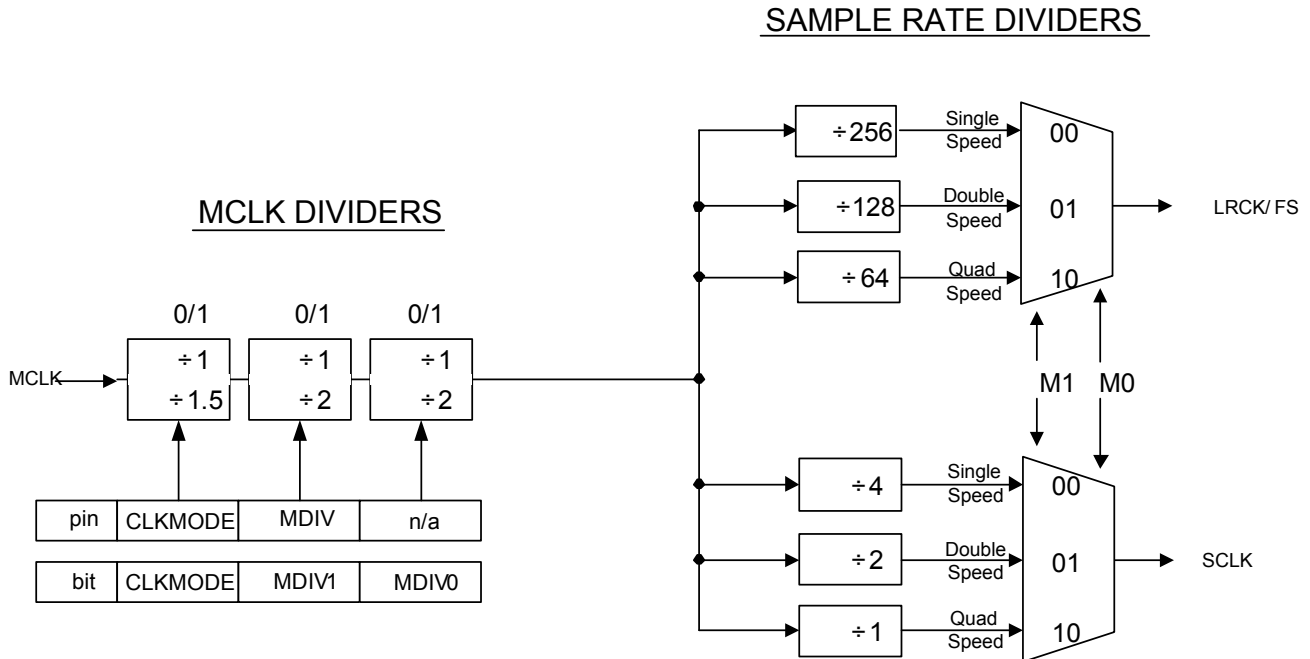 SAMPLE RATE DIVIDERS
÷256
Single
Speed
00
÷128
Double
Speed
01
LRCK/ FS
÷64
Quad
Speed
10
MCLK DIVIDERS
0/1
0/1
0/1
÷1
÷1
÷1
MCLK
÷1.5
÷2
÷2
M1
M0
÷4
Single
Speed
00
pin
CLKMODE
MDIV
n/a
÷2
Double
Speed
01
SCLK
bit
CLKMODE
MDIV1
MDIV0
÷1
Quad
Speed
10